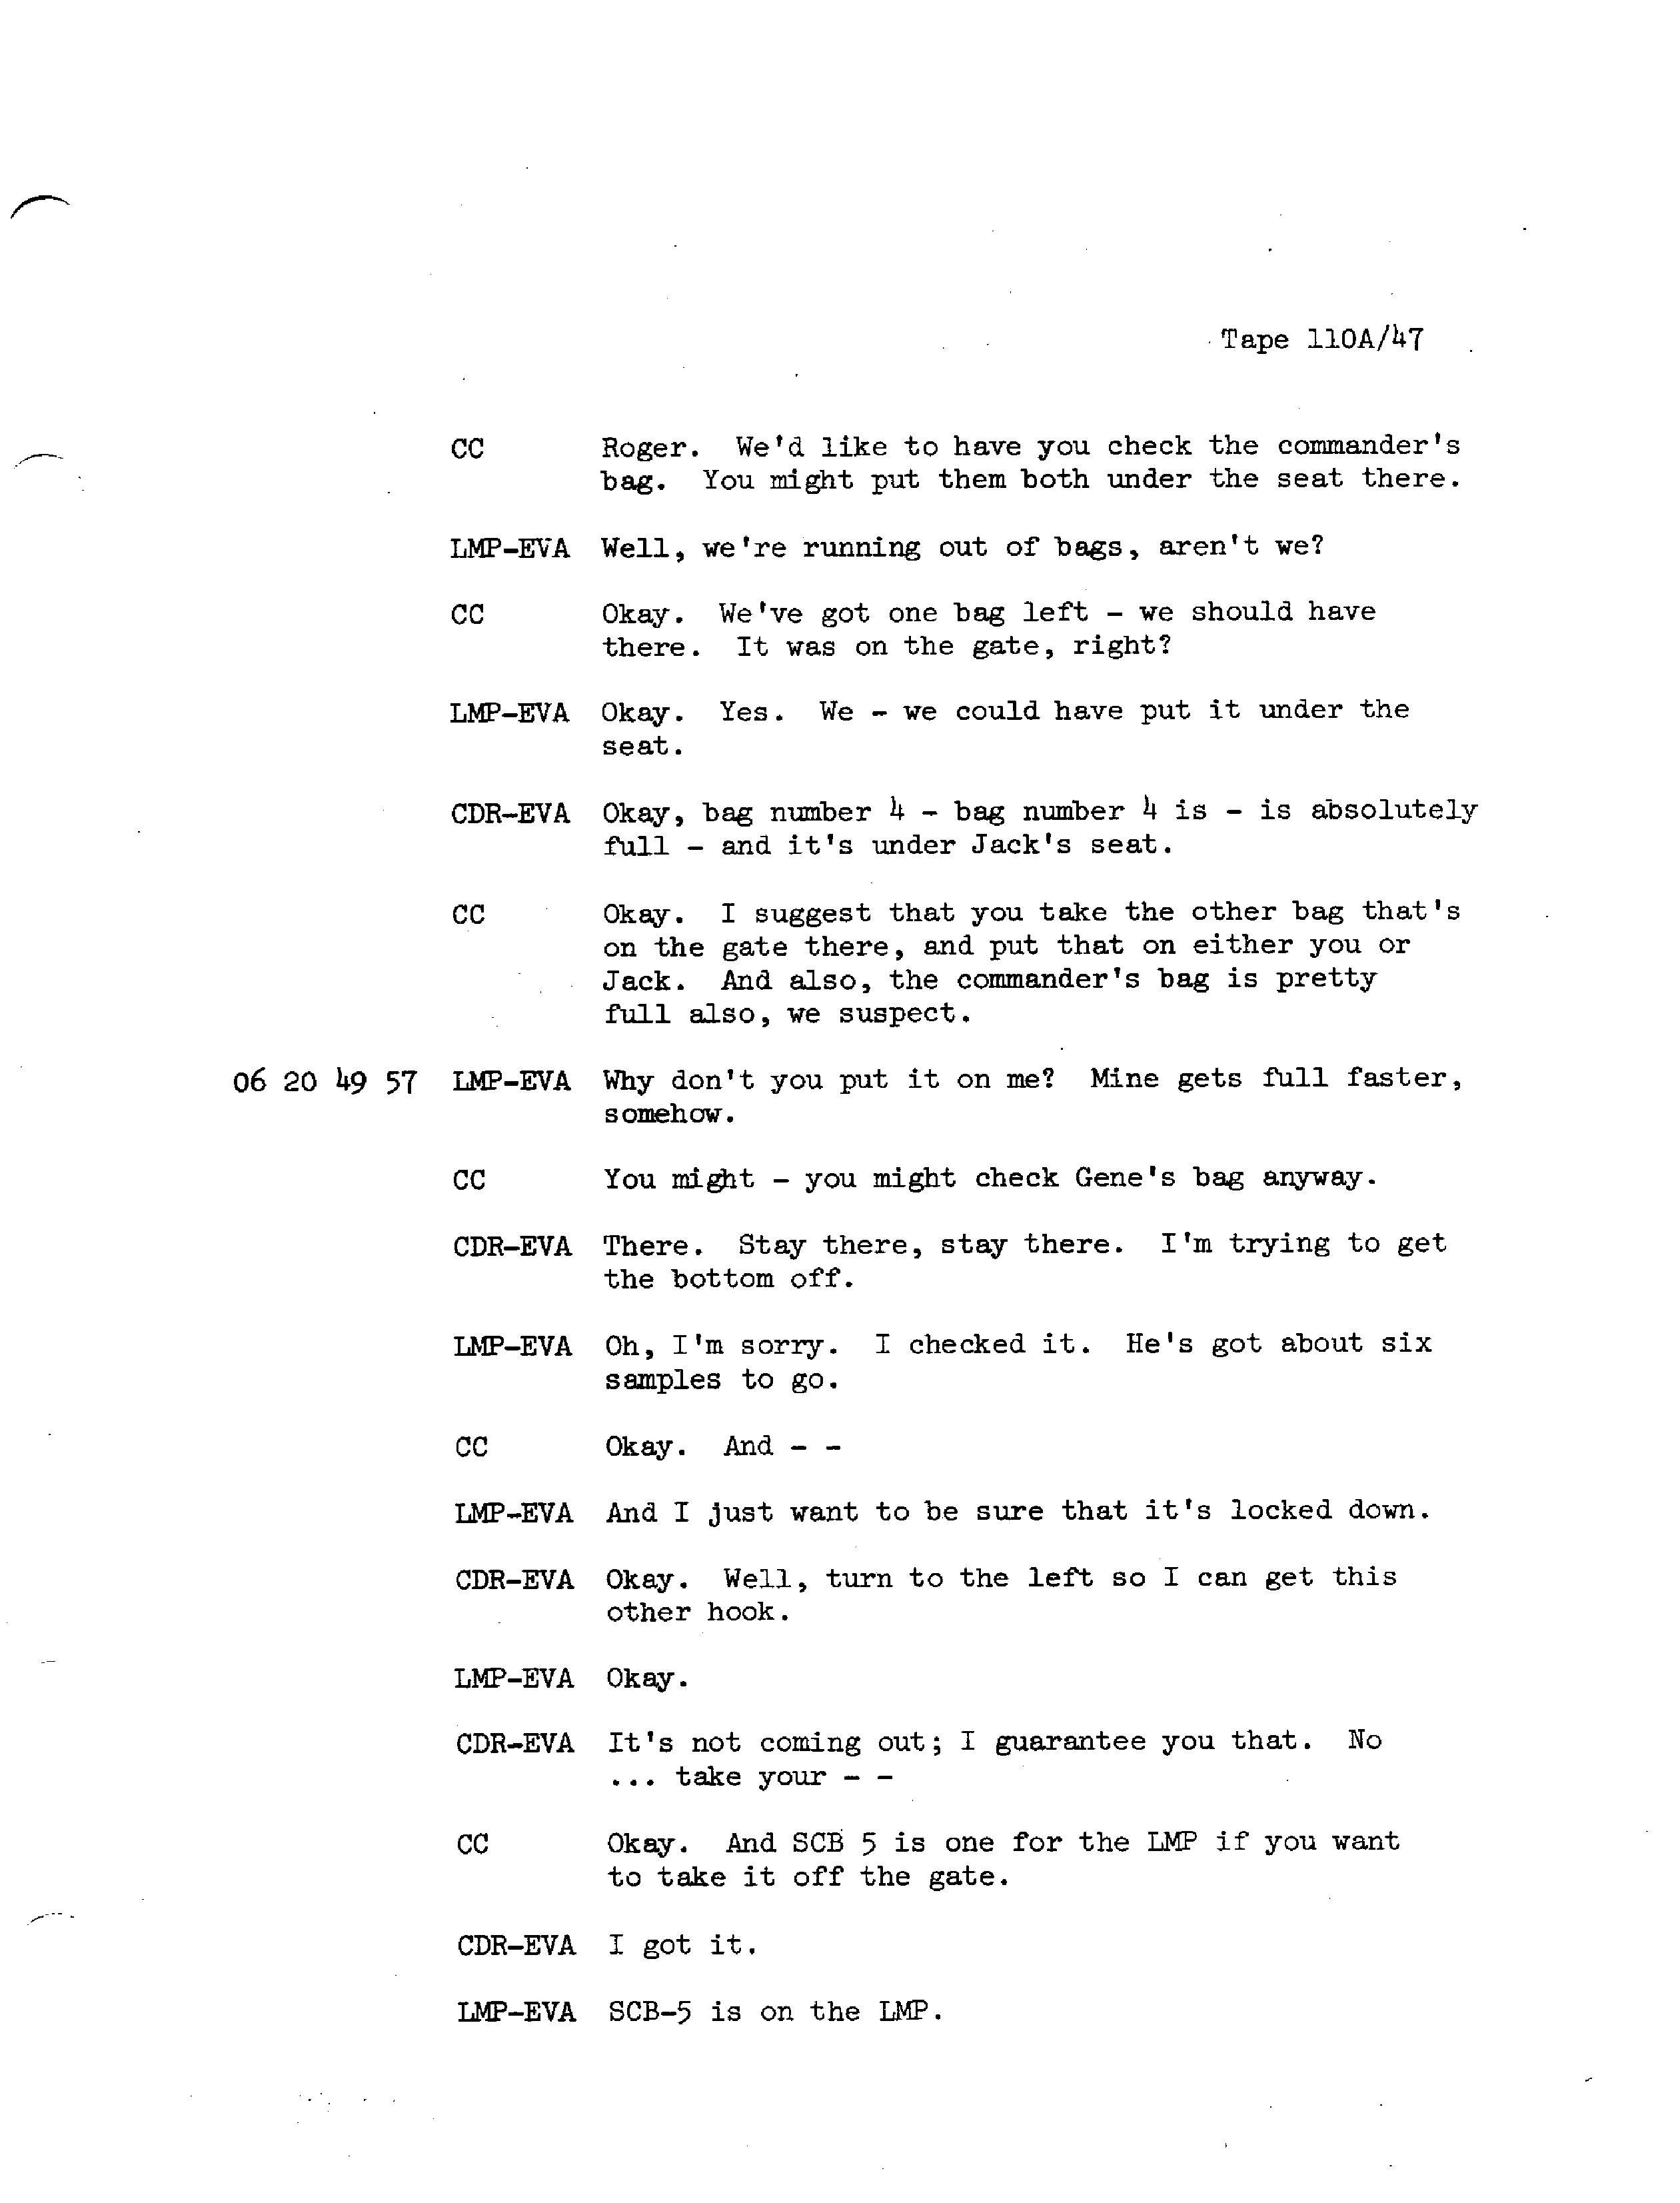 Tape 110A/47
CC Roger. We'd like to have you check the commander's
bag. You might put them both under the seat there.
LMP-EVA Well, we're running out of bags, aren't we?
CC Okay. We've got one bag left - we should have
there. It was on the gate, right?
LMP-EVA Okay. Yes. We - we could have put it under the
seat.
CDR-EVA Okay, bag number 4 - bag number 4 is - is absolutely
full - and it's under Jack's seat.
CC Okay. I suggest that you take the other bag that's
on the gate there, and put that on either you or
Jack. And also, the commander's bag is pretty
full also, we suspect.
06 20 49 57 LMP-EVA Why don't you put it on me? Mine gets full faster,
somehow.
CC You might - you might check Gene's bag anyway.
CDR-EVA There. Stay there, stay there. I'm trying to get
the bottom off.
LMP-EVA Oh, I'm sorry. I checked it. He's got about six
samples to go.
CC Okay. And - -
LMP-EVA And I just want to be sure that it's locked down.
CDR-EVA Okay. Well, turn to the left so I can get this
other hook.
LMP-EVA Okay.
CDR-EVA It's not coming out; I guarantee you that. No
... take your - -
CC Okay. And SCB 5 is one for the LMP if you want
to take it off the gate.
CDR-EVA I got it.
LMP-EVA SCB-5 is on the LMP.